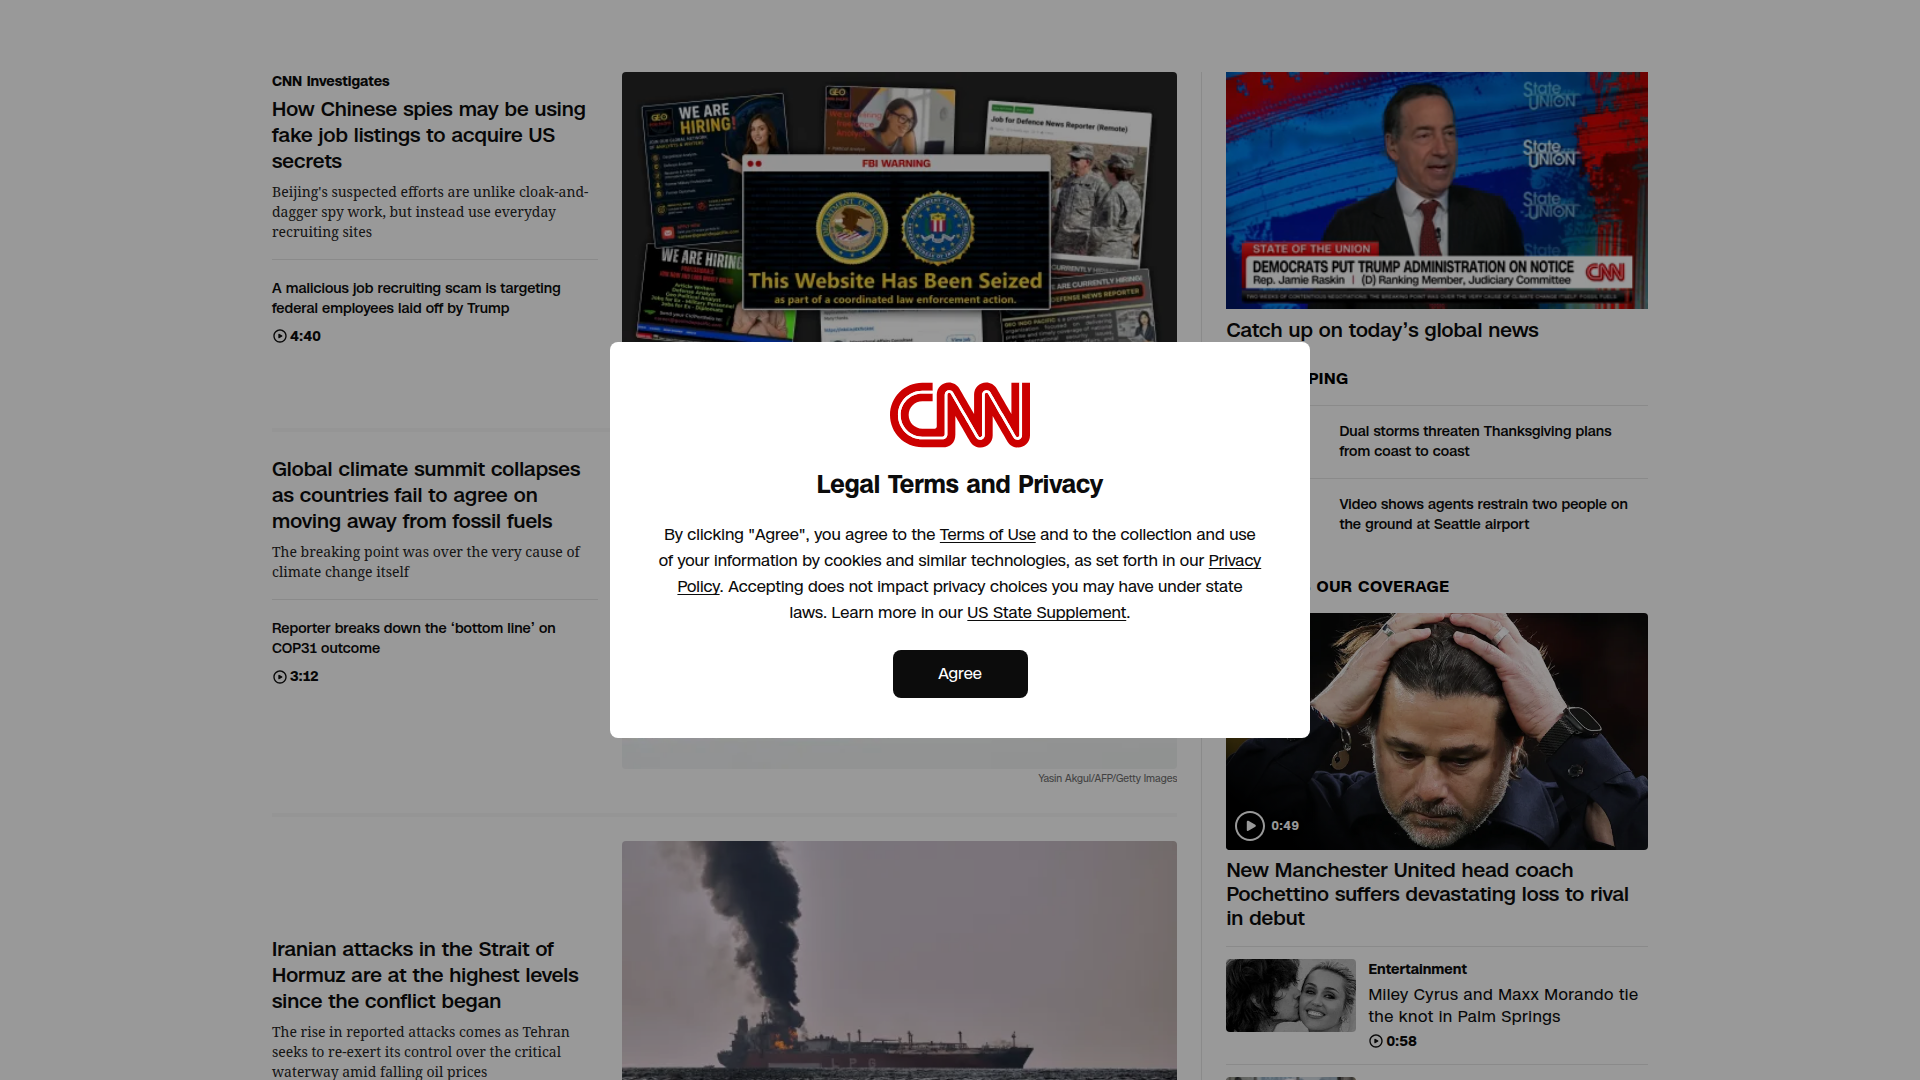 CNN Investigates
How Chinese spies may be using
fake job listings to acquire US
secrets
Beijing's suspected efforts are unlike cloak-and-
dagger spy work, but instead use everyday
recruiting sites
A malicious job recruiting scam is targeting
federal employees laid off by Trump
4:40
Global climate summit collapses
as countries fail to agree on
moving away from fossil fuels
The breaking point was over the very cause of
climate change itself
Reporter breaks down the ‘bottom line’ on
COP31 outcome
3:12
Iranian attacks in the Strait of
Hormuz are at the highest levels
since the conflict began
The rise in reported attacks comes as Tehran
seeks to re-exert its control over the critical
waterway amid falling oil prices
GEO
WE ARE
HIRING!
GEO
Job for Defence News Reporter (Remote)
FBI WARNING
This Website Has Been Seized
as part of a coordinated law enforcement action.
WE ARE HIRING
CURRENTLY HIRING!
DEFENSE NEWS REPORTER
CNN
Legal Terms and Privacy
By clicking "Agree", you agree to the Terms of Use and to the collection and use
of your information by cookies and similar technologies, as set forth in our Privacy
Policy. Accepting does not impact privacy choices you may have under state
laws. Learn more in our US State Supplement.
Agree
Yasin Akgul/AFP/Getty Images
LPG
State
UNION
State
UNION
State
UNION
State
STATE OF THE UNION
DEMOCRATS PUT TRUMP ADMINISTRATION ON NOTICE
Rep. Jamie Raskin | (D) Ranking Member, Judiciary Committee
CNN
Catch up on today’s global news
PING
Dual storms threaten Thanksgiving plans
from coast to coast
Video shows agents restrain two people on
the ground at Seattle airport
OUR COVERAGE
0:49
New Manchester United head coach
Pochettino suffers devastating loss to rival
in debut
Entertainment
Miley Cyrus and Maxx Morando tie
the knot in Palm Springs
0:58